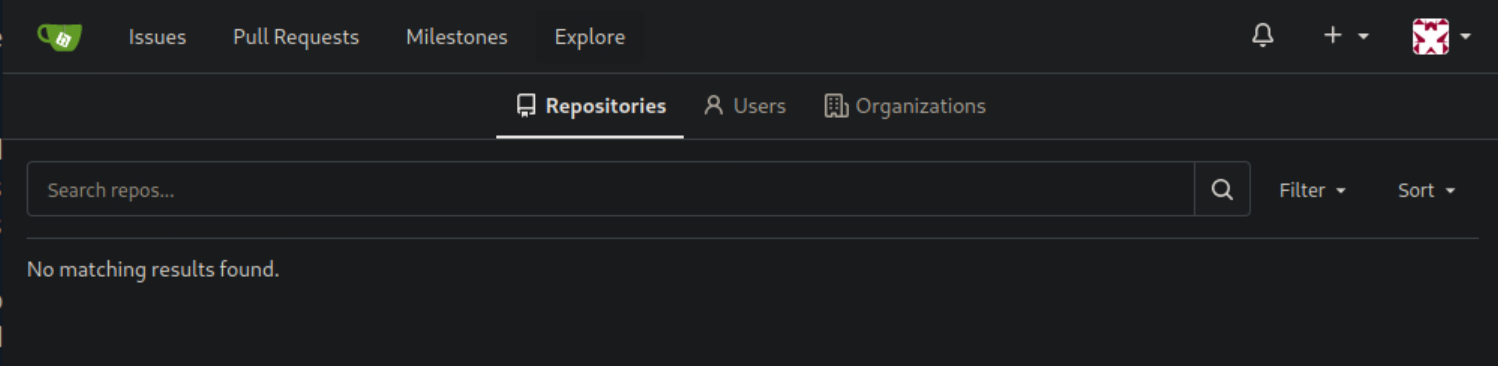 Issues Pull Requests Milestones Explore
Repositories Users Organizations
Search repos... Filter Sort
No matching results found.